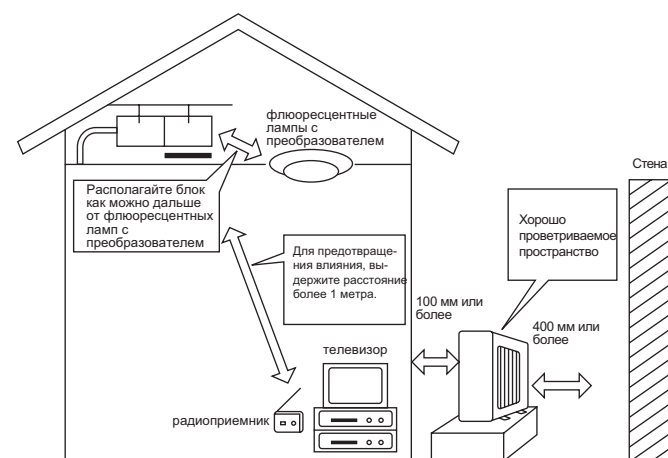 флюоресцентные
лампы с
преобразователем
Стена
Располагайте блок
как можно дальше
от флюоресцентных
ламп с
преобразователем
Хорошо
проветриваемое
пространство
Для предотвраще-
ния влияния, вы-
держите расстояние
более 1 метра.
100 мм или
более
400 мм или
более
телевизор
радиоприемник